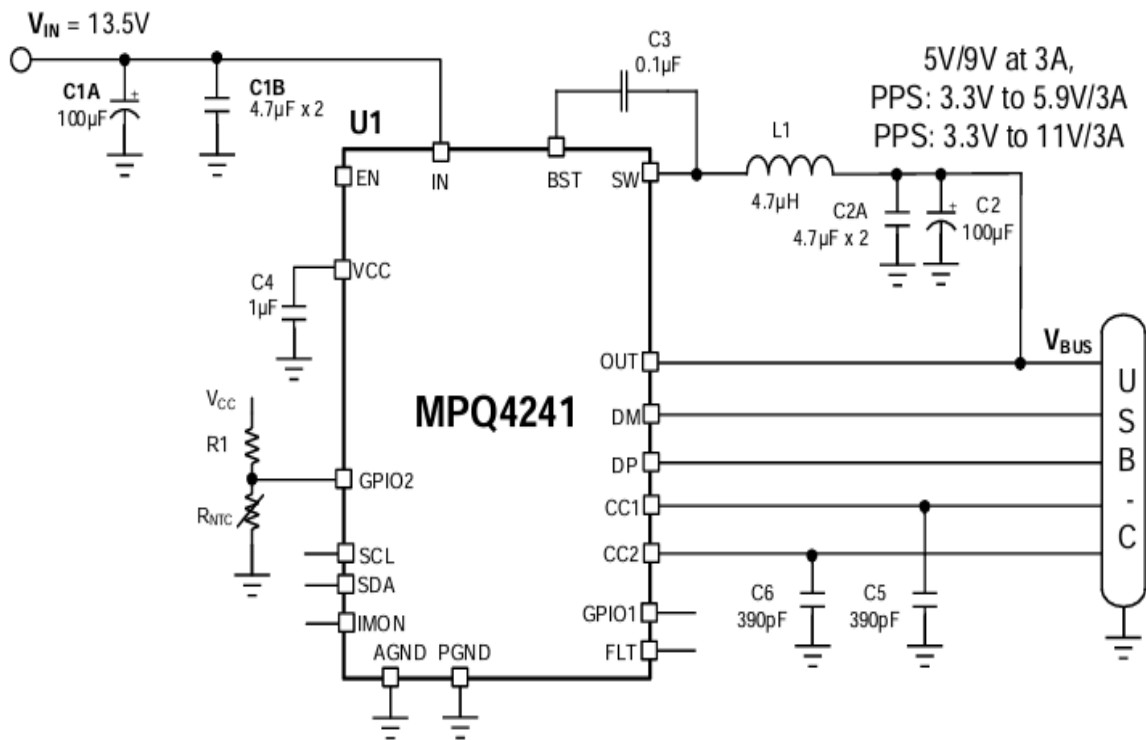 V_IN = 13.5V
C1A
100µF
+
C1B
4.7µF x 2
C3
0.1µF
5V/9V at 3A,
PPS: 3.3V to 5.9V/3A
PPS: 3.3V to 11V/3A
U1
EN
IN
BST
SW
L1
4.7µH
C2A
4.7µF x 2
+
C2
100µF
VCC
C4
1µF
OUT
V_BUS
V_CC
R1
MPQ4241
DM
DP
GPIO2
R_NTC
CC1
CC2
SCL
SDA
IMON
GPIO1
FLT
C6
390pF
C5
390pF
AGND
PGND
U
S
B
-
C